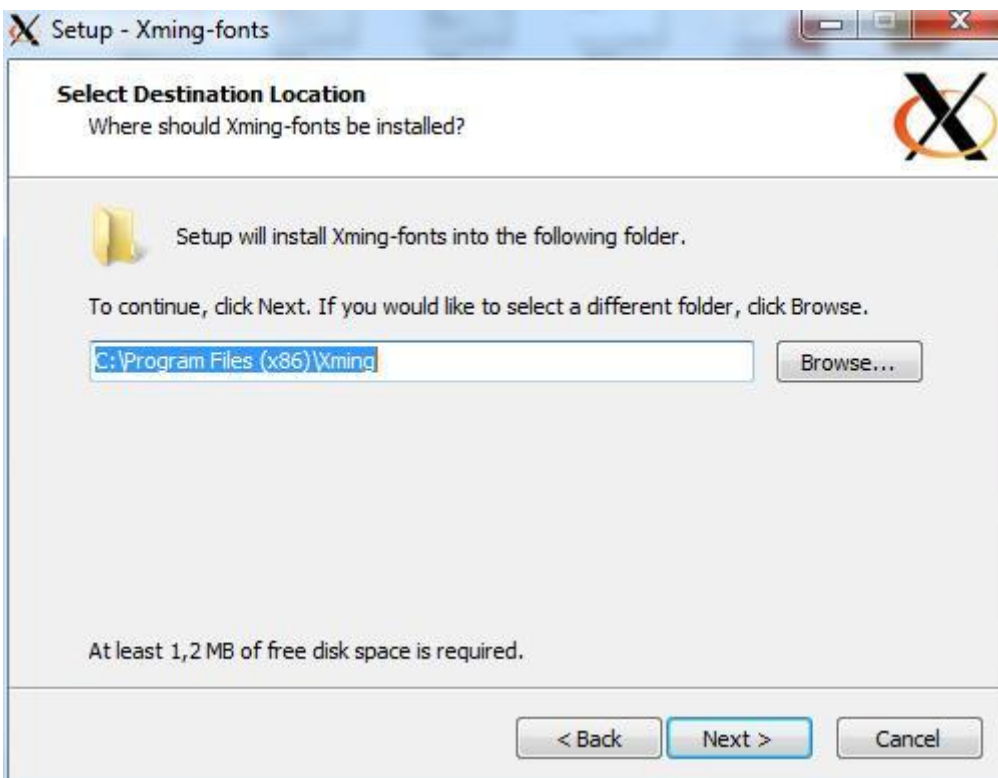 Setup - Xming-fonts
Select Destination Location
Where should Xming-fonts be installed?
Setup will install Xming-fonts into the following folder.
To continue, click Next. If you would like to select a different folder, click Browse.
C:\Program Files (x86)\Xming
Browse...
At least 1,2 MB of free disk space is required.
< Back
Next >
Cancel